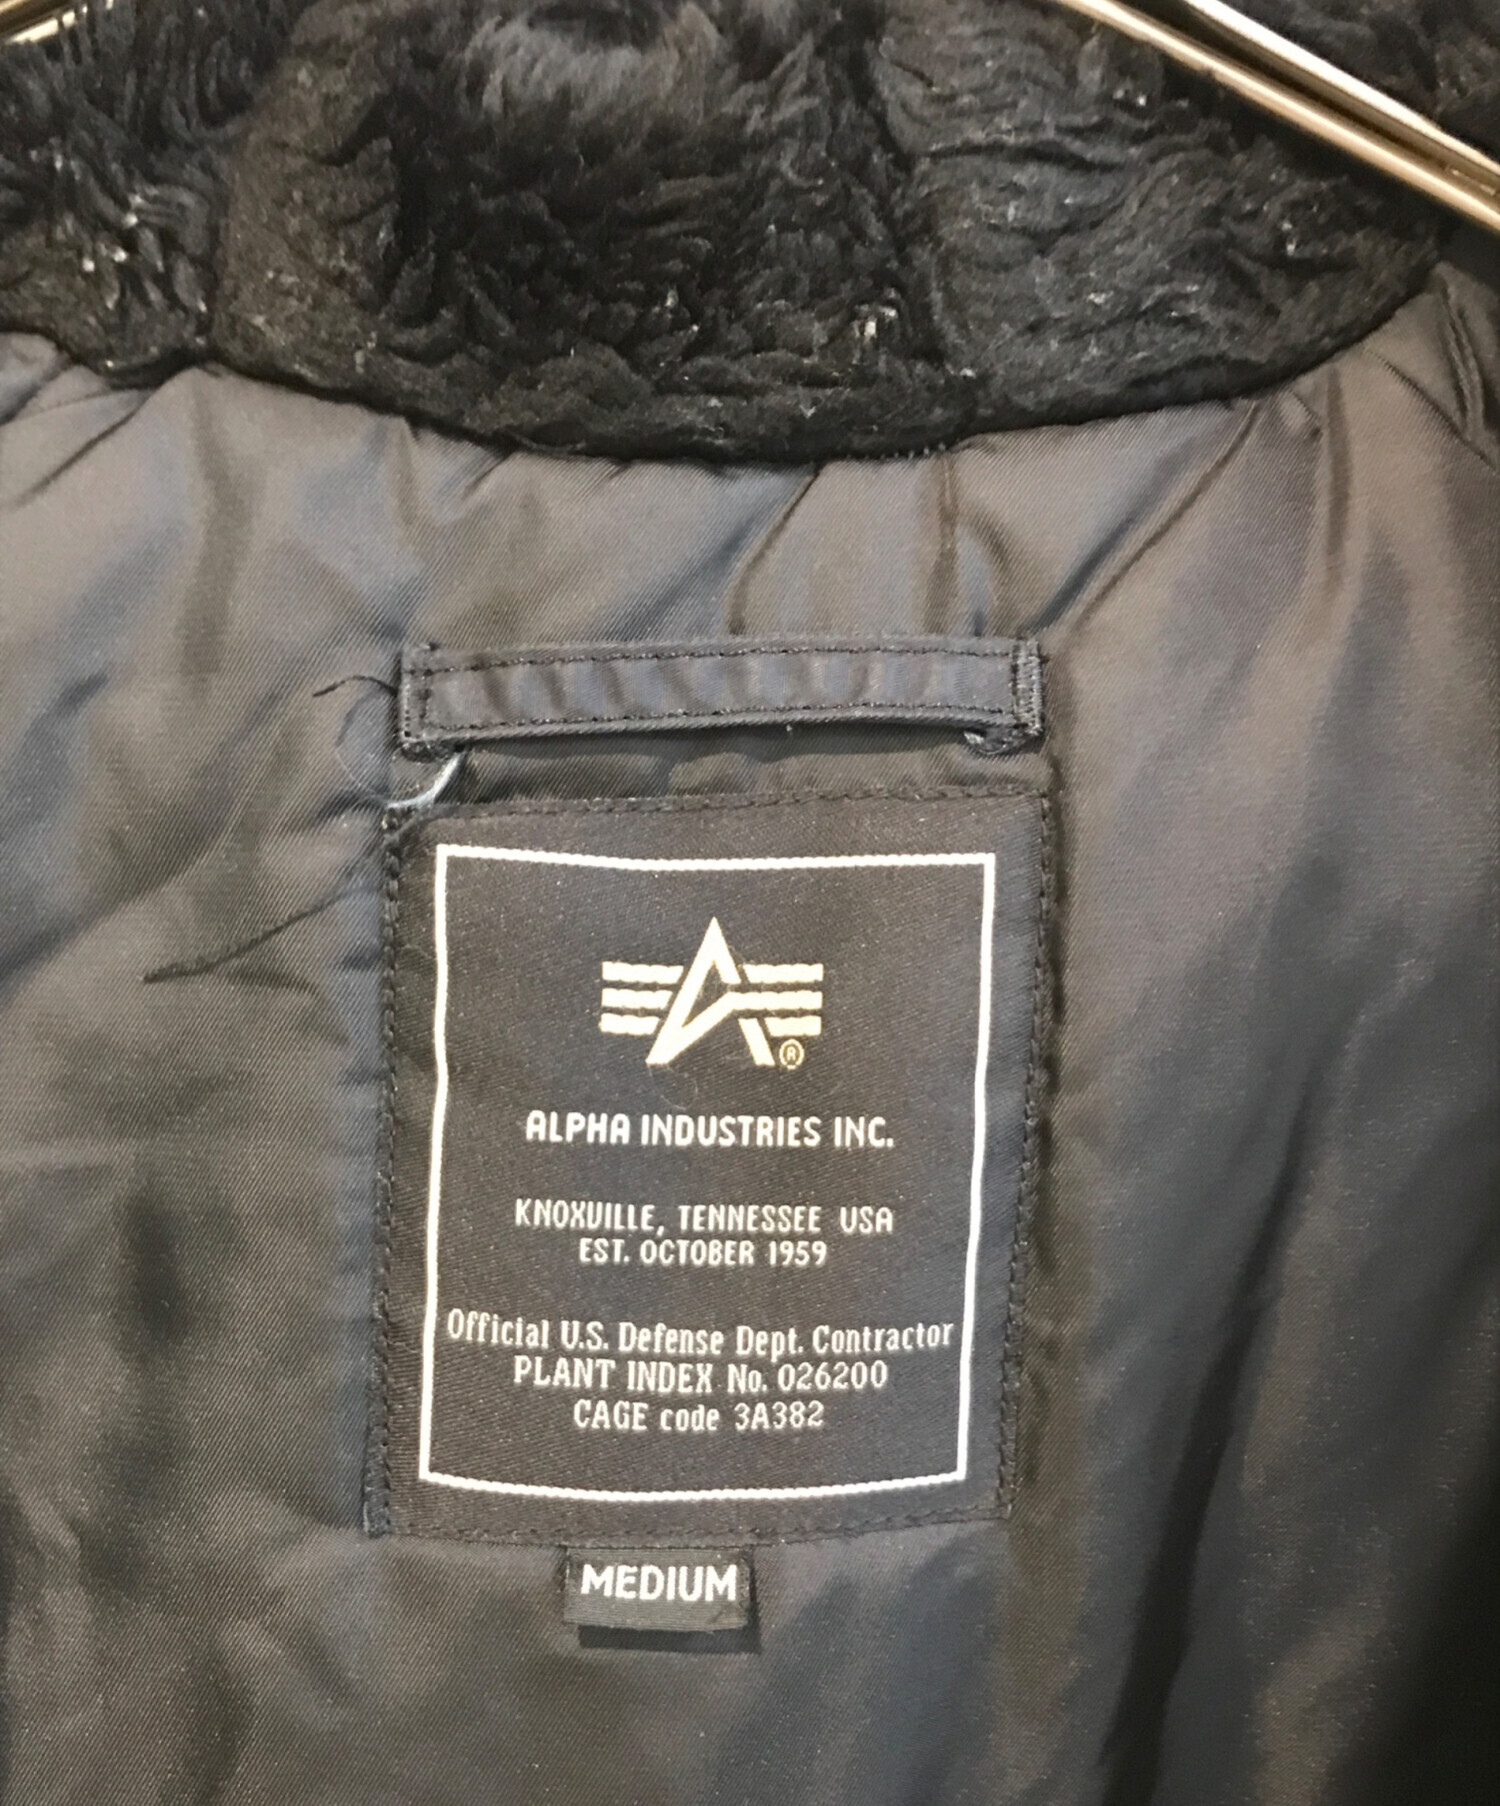 ®
ALPHA INDUSTRIES INC.
KNOXVILLE, TENNESSEE USA
EST. OCTOBER 1959
Official U.S. Defense Dept. Contractor
PLANT INDEX No. 026200
CAGE code 3A382
MEDIUM